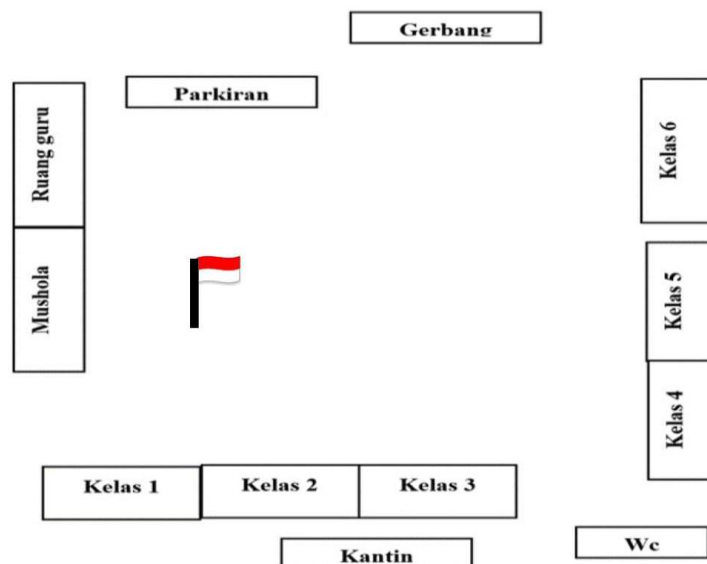 Gerbang
Parkiran
Ruang guru
Kelas 6
Mushola
Kelas 5
Kelas 4
Kelas 1
Kelas 2
Kelas 3
Wc
Kantin